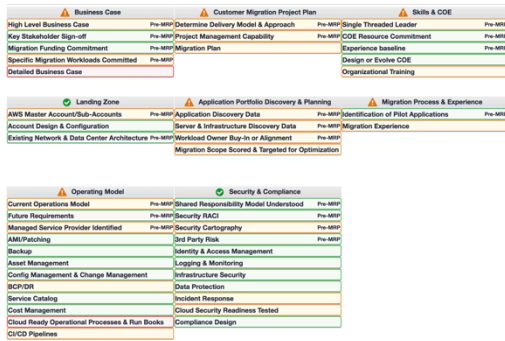 Business Case
High Level Business Case Pre-MRP
Key Stakeholder Sign-off Pre-MRP
Migration Funding Commitment Pre-MRP
Specific Migration Workloads Committed Pre-MRP
Detailed Business Case
Customer Migration Project Plan
Determine Delivery Model & Approach Pre-MRP
Project Management Capability Pre-MRP
Migration Plan
Skills & COE
Single Threaded Leader Pre-MRP
COE Resource Commitment Pre-MRP
Experience baseline Pre-MRP
Design or Evolve COE
Organizational Training
Landing Zone
AWS Master Account/Sub-Accounts Pre-MRP
Account Design & Configuration
Existing Network & Data Center Architecture Pre-MRP
Application Portfolio Discovery & Planning
Application Discovery Data Pre-MRP
Server & Infrastructure Discovery Data Pre-MRP
Workload Owner Buy-In or Alignment Pre-MRP
Migration Scope Scored & Targeted for Optimization
Migration Process & Experience
Identification of Pilot Applications Pre-MRP
Migration Experience
Operating Model
Current Operations Model Pre-MRP
Future Requirements Pre-MRP
Managed Service Provider Identified Pre-MRP
AMI/Patching
Backup
Asset Management
Config Management & Change Management
BCP/DR
Service Catalog
Cost Management
Cloud Ready Operational Processes & Run Books
CI/CD Pipelines
Security & Compliance
Shared Responsibility Model Understood Pre-MRP
Security RACI Pre-MRP
Security Cartography Pre-MRP
3rd Party Risk Pre-MRP
Identity & Access Management
Logging & Monitoring
Infrastructure Security
Data Protection
Incident Response
Cloud Security Readiness Tested
Compliance Design